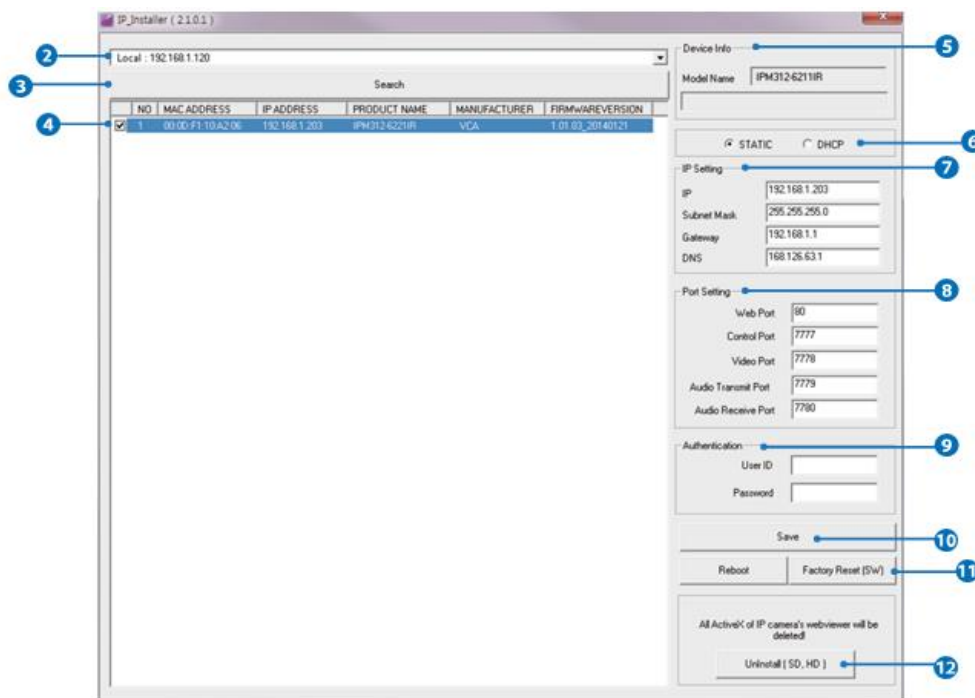 IP_Installer ( 2.1.0.1 )
2
Local : 192.168.1.120
3
Search
NO MAC ADDRESS IP ADDRESS PRODUCT NAME MANUFACTURER FIRMWAREVERSION
4
1 00:0D:F1:10:A2:06 192.168.1.203 IPM312-6221IR VCA 1.01.03_20140121
Device Info
5
Model Name IPM312-6211IR
STATIC DHCP
6
IP Setting
7
IP 192.168.1.203
Subnet Mask 255.255.255.0
Gateway 192.168.1.1
DNS 168.126.63.1
Port Setting
8
Web Port 80
Control Port 7777
Video Port 7778
Audio Transmit Port 7779
Audio Receive Port 7780
Authentication
9
User ID
Password
Save
10
Reboot Factory Reset (SW)
11
All ActiveX of IP camera's webviewer will be
deleted!
Uninstall ( SD, HD )
12